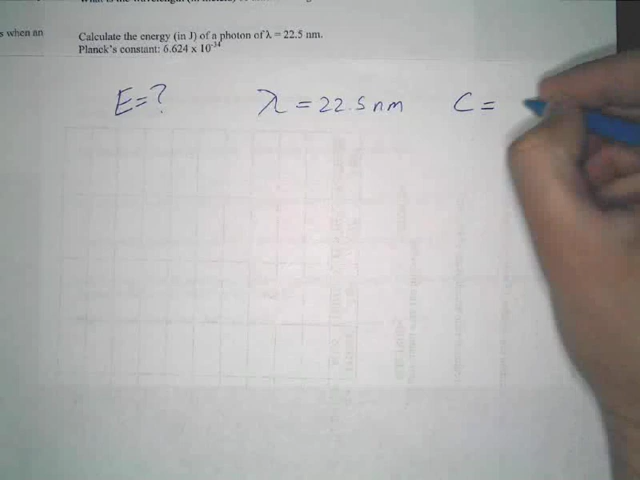 s when an
Calculate the energy (in J) of a photon of λ = 22.5 nm.
Planck's constant: 6.624 x 10⁻³⁴
E=? λ = 22.5 nm C =